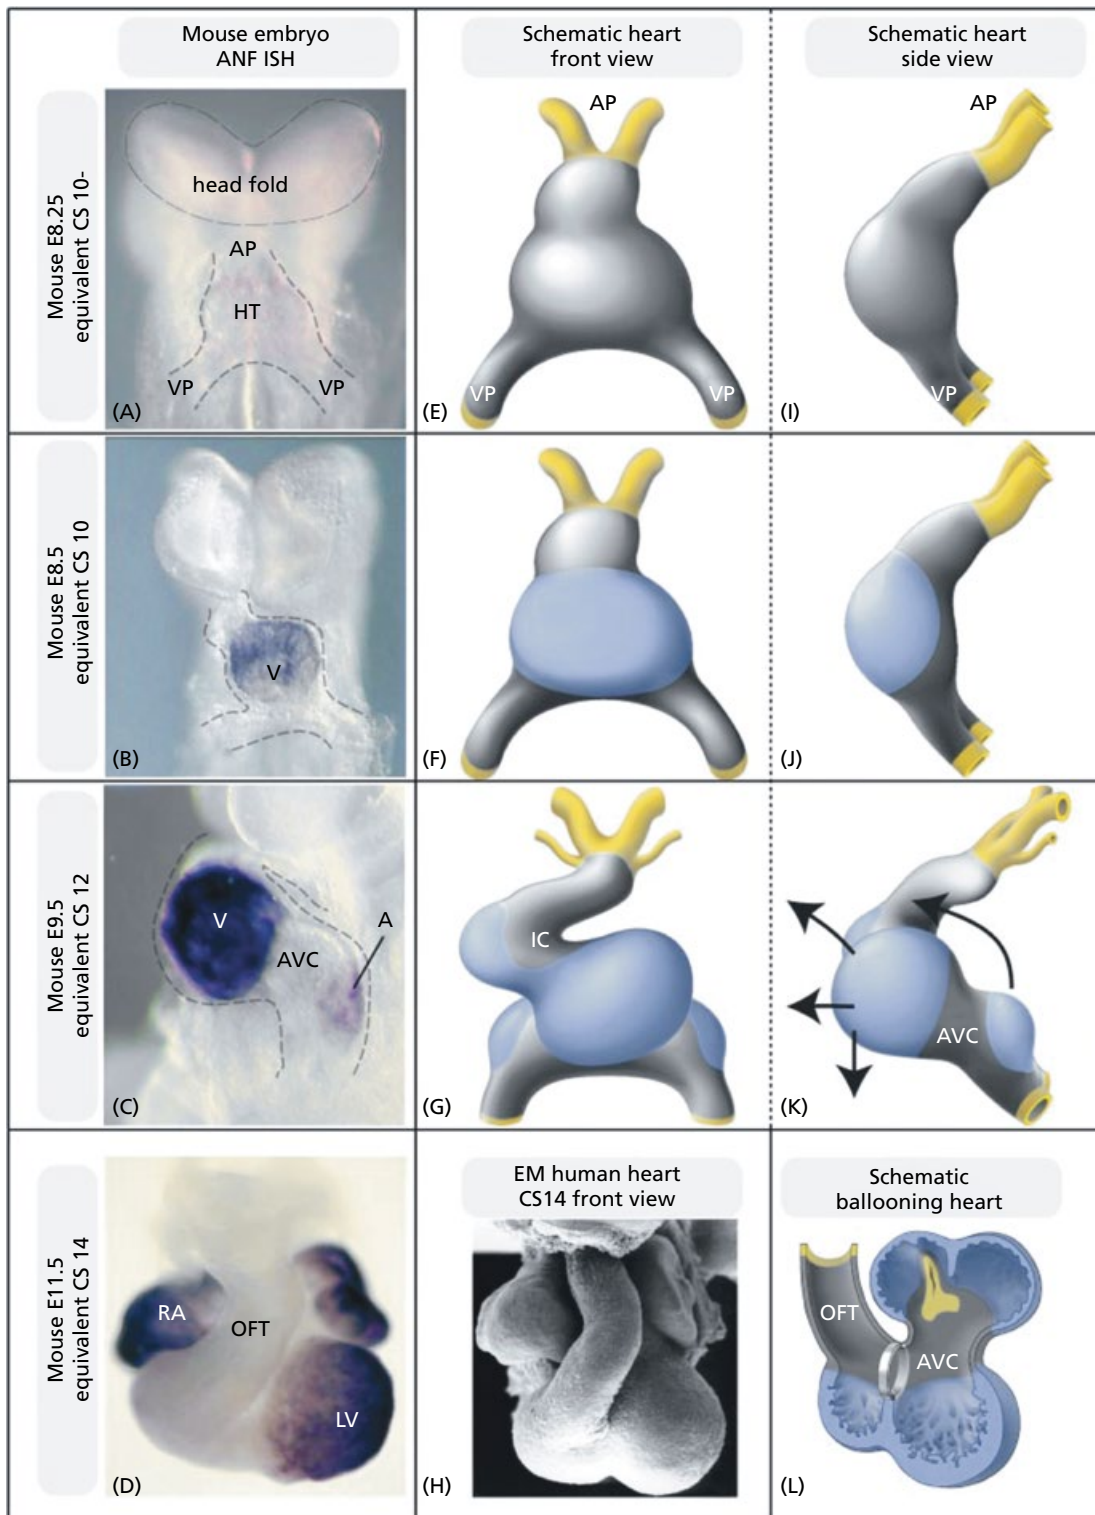 Mouse embryo
ANF ISH
Schematic heart
front view
Schematic heart
side view
Mouse E8.25
equivalent CS 10-
head fold
AP
HT
VP
VP
(A)
AP
VP
VP
(E)
AP
VP
(I)
Mouse E8.5
equivalent CS 10
V
(B)
(F)
(J)
Mouse E9.5
equivalent CS 12
V
A
AVC
(C)
IC
(G)
AVC
(K)
Mouse E11.5
equivalent CS 14
RA
OFT
LV
(D)
EM human heart
CS14 front view
(H)
Schematic
ballooning heart
OFT
AVC
(L)